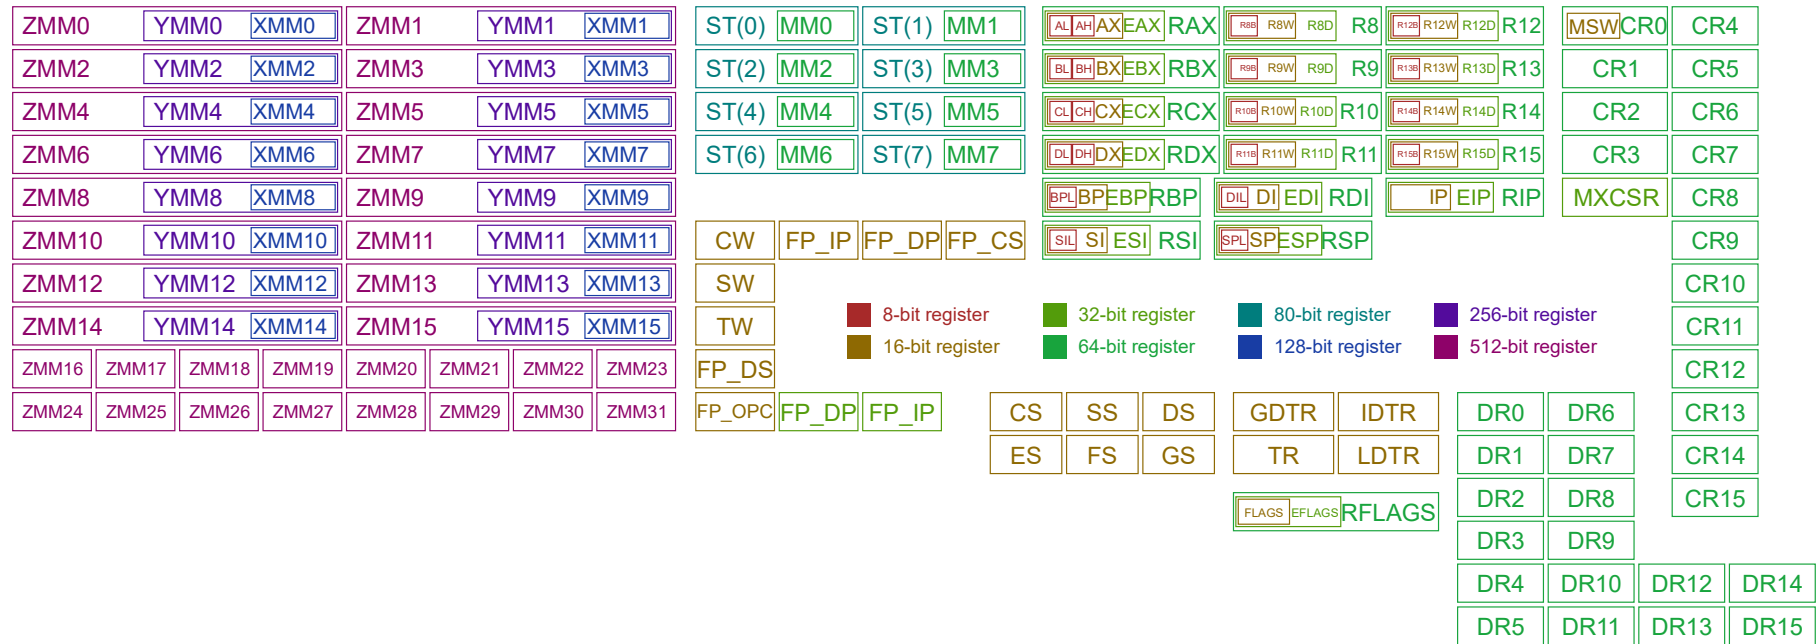 ZMM0 YMM0 XMM0 ZMM1 YMM1 XMM1 ST(0) MM0 ST(1) MM1 AL AH AX EAX RAX R8B R8W R8D R8 R12B R12W R12D R12 MSW CR0 CR4
ZMM2 YMM2 XMM2 ZMM3 YMM3 XMM3 ST(2) MM2 ST(3) MM3 BL BH BX EBX RBX R9B R9W R9D R9 R13B R13W R13D R13 CR1 CR5
ZMM4 YMM4 XMM4 ZMM5 YMM5 XMM5 ST(4) MM4 ST(5) MM5 CL CH CX ECX RCX R10B R10W R10D R10 R14B R14W R14D R14 CR2 CR6
ZMM6 YMM6 XMM6 ZMM7 YMM7 XMM7 ST(6) MM6 ST(7) MM7 DL DH DX EDX RDX R11B R11W R11D R11 R15B R15W R15D R15 CR3 CR7
ZMM8 YMM8 XMM8 ZMM9 YMM9 XMM9 BPL BP EBP RBP DIL DI EDI RDI IP EIP RIP MXCSR CR8
ZMM10 YMM10 XMM10 ZMM11 YMM11 XMM11 CW FP_IP FP_DP FP_CS SIL SI ESI RSI SPL SP ESP RSP CR9
ZMM12 YMM12 XMM12 ZMM13 YMM13 XMM13 SW CR10
ZMM14 YMM14 XMM14 ZMM15 YMM15 XMM15 TW 8-bit register 32-bit register 80-bit register 256-bit register CR11
16-bit register 64-bit register 128-bit register 512-bit register
ZMM16 ZMM17 ZMM18 ZMM19 ZMM20 ZMM21 ZMM22 ZMM23 FP_DS CR12
ZMM24 ZMM25 ZMM26 ZMM27 ZMM28 ZMM29 ZMM30 ZMM31 FP_OPC FP_DP FP_IP CS SS DS GDTR IDTR DR0 DR6 CR13
ES FS GS TR LDTR DR1 DR7 CR14
FLAGS EFLAGS RFLAGS DR2 DR8 CR15
DR3 DR9
DR4 DR10 DR12 DR14
DR5 DR11 DR13 DR15